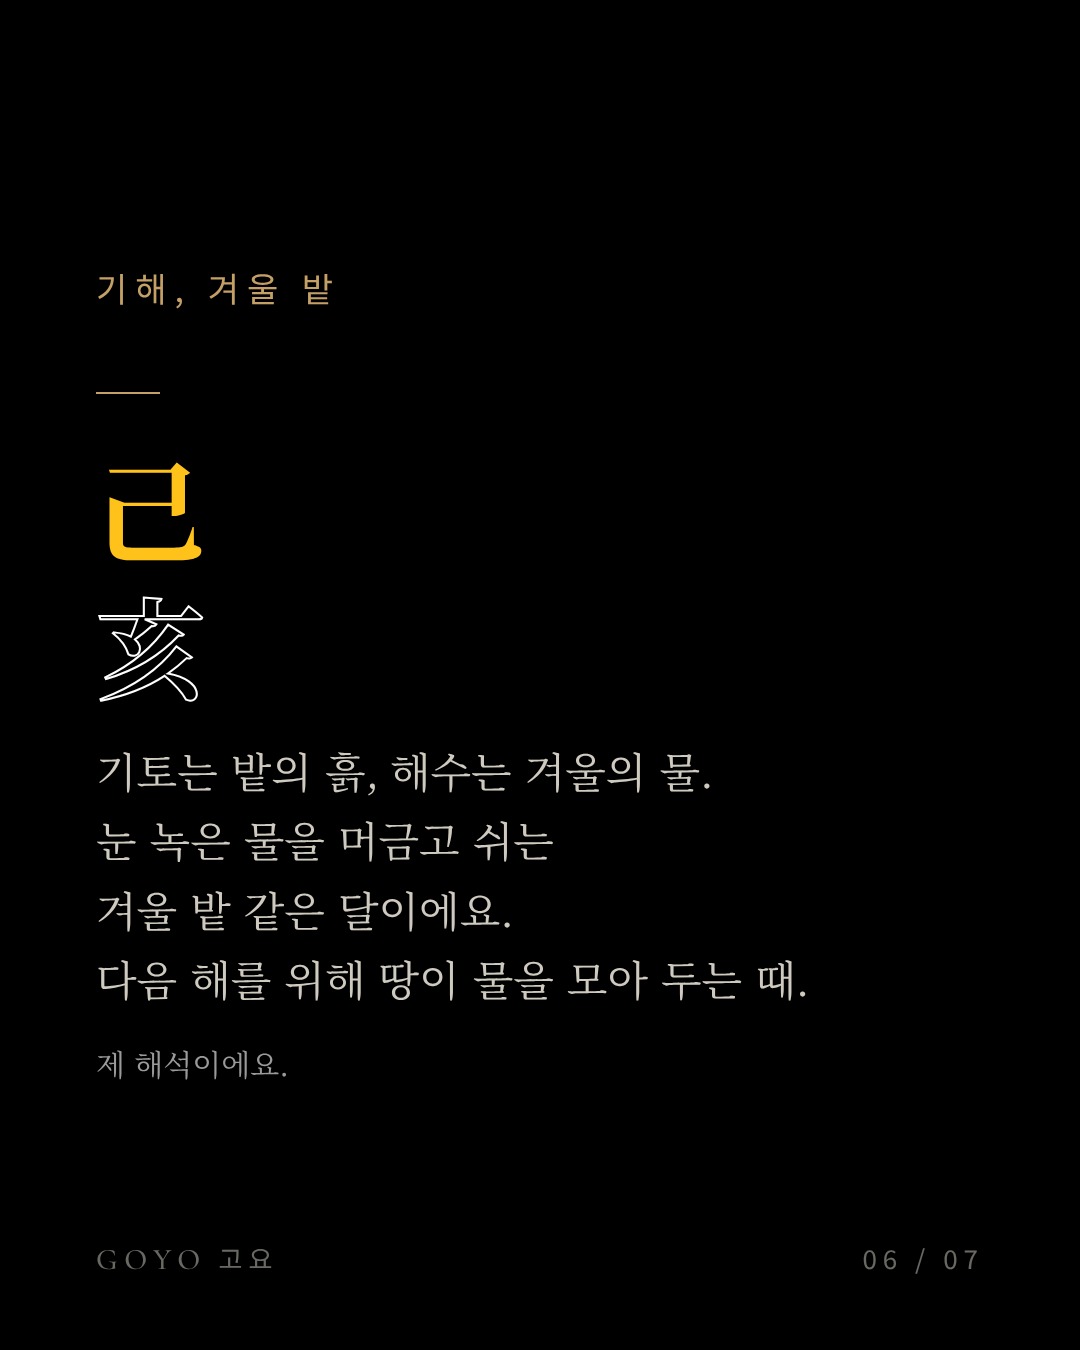 기해, 겨울 밭
己
亥
기토는 밭의 흙, 해수는 겨울의 물.
눈 녹은 물을 머금고 쉬는
겨울 밭 같은 달이에요.
다음 해를 위해 땅이 물을 모아 두는 때.
제 해석이에요.
GOYO 고요
06 / 07